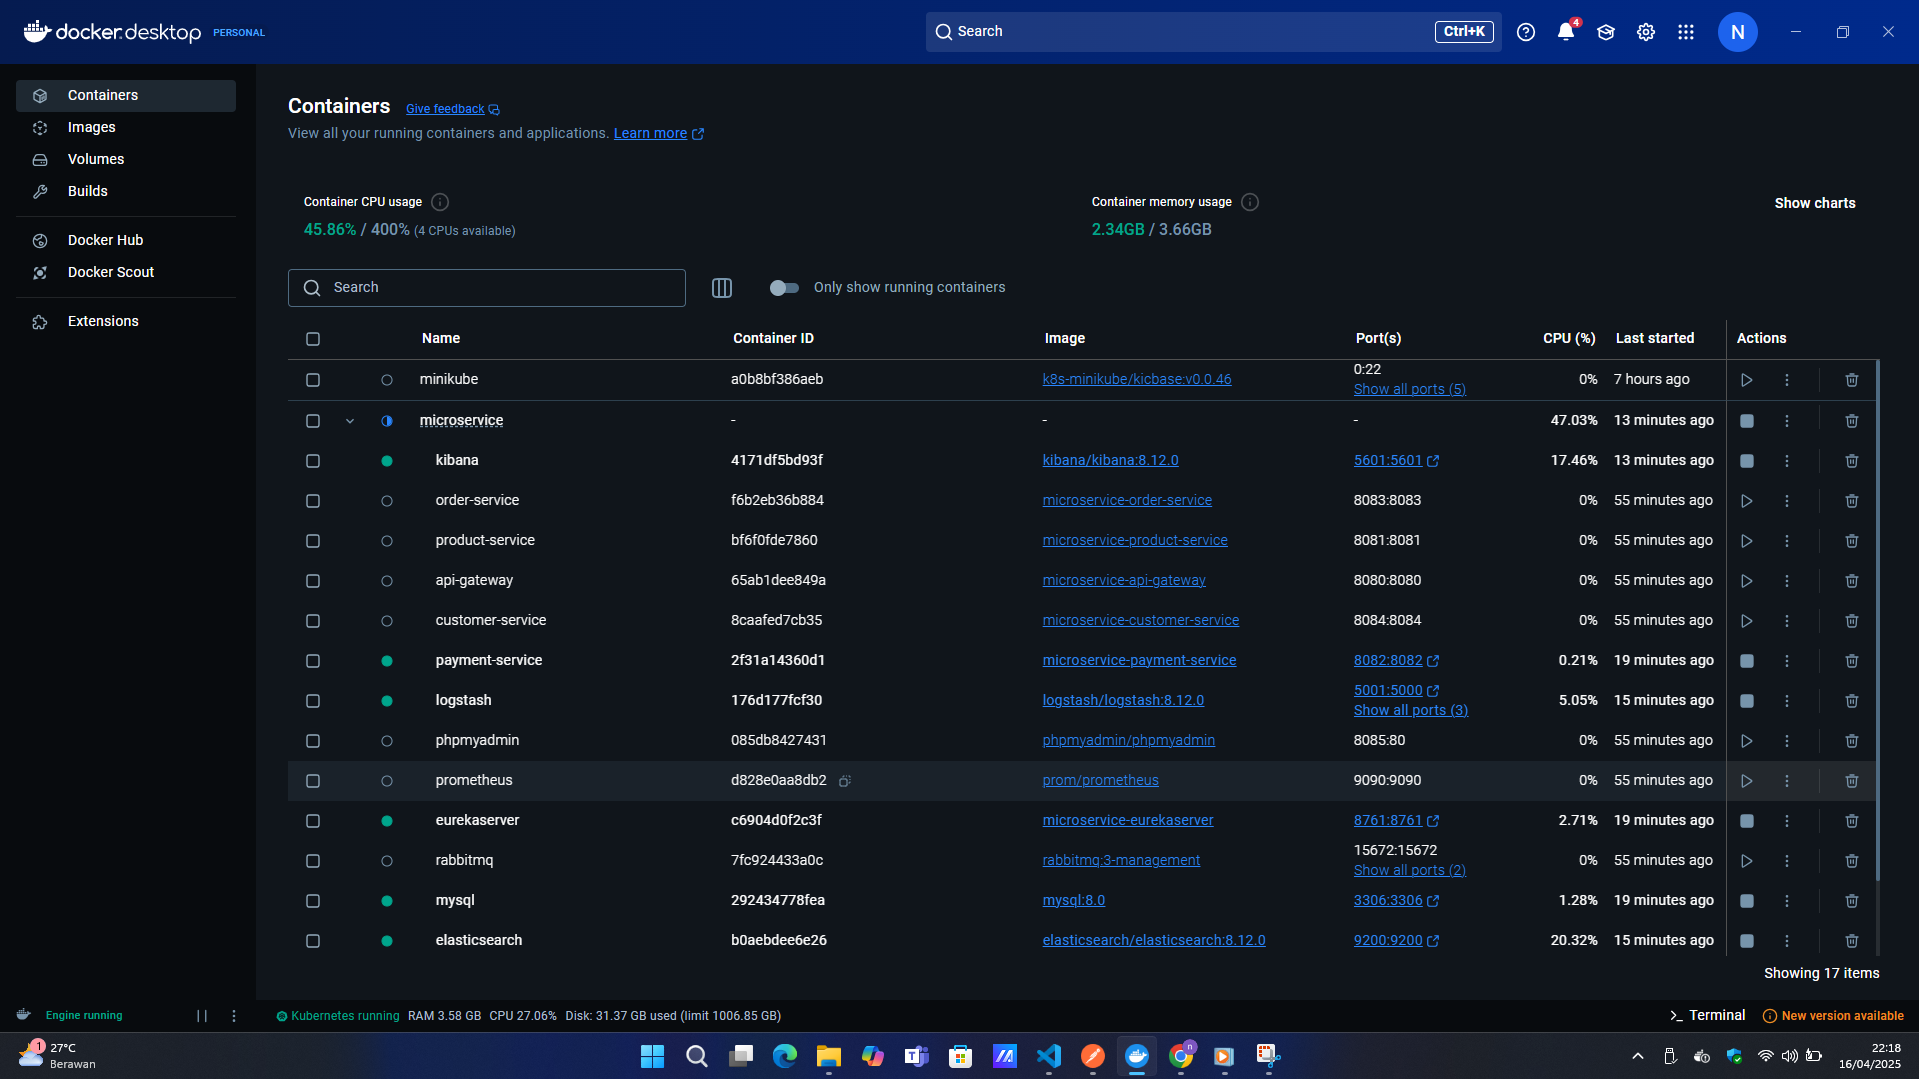 docker.desktop PERSONAL Search Ctrl+K 4 N
Containers
Images
Volumes
Builds
Docker Hub
Docker Scout
Extensions
Containers Give feedback
View all your running containers and applications. Learn more
Container CPU usage
45.86% / 400% (4 CPUs available)
Container memory usage
2.34GB / 3.66GB
Show charts
Search
Only show running containers
Name Container ID Image Port(s) CPU (%) Last started Actions
minikube a0b8bf386aeb k8s-minikube/kicbase:v0.0.46 0:22 0% 7 hours ago
Show all ports (5)
microservice - - - 47.03% 13 minutes ago
kibana 4171df5bd93f kibana/kibana:8.12.0 5601:5601 17.46% 13 minutes ago
order-service f6b2eb36b884 microservice-order-service 8083:8083 0% 55 minutes ago
product-service bf6f0fde7860 microservice-product-service 8081:8081 0% 55 minutes ago
api-gateway 65ab1dee849a microservice-api-gateway 8080:8080 0% 55 minutes ago
customer-service 8caafed7cb35 microservice-customer-service 8084:8084 0% 55 minutes ago
payment-service 2f31a14360d1 microservice-payment-service 8082:8082 0.21% 19 minutes ago
logstash 176d177fcf30 logstash/logstash:8.12.0 5001:5000 5.05% 15 minutes ago
Show all ports (3)
phpmyadmin 085db8427431 phpmyadmin/phpmyadmin 8085:80 0% 55 minutes ago
prometheus d828e0aa8db2 prom/prometheus 9090:9090 0% 55 minutes ago
eurekaserver c6904d0f2c3f microservice-eurekaserver 8761:8761 2.71% 19 minutes ago
rabbitmq 7fc924433a0c rabbitmq:3-management 15672:15672 0% 55 minutes ago
Show all ports (2)
mysql 292434778fea mysql:8.0 3306:3306 1.28% 19 minutes ago
elasticsearch b0aebdee6e26 elasticsearch/elasticsearch:8.12.0 9200:9200 20.32% 15 minutes ago
Showing 17 items
Engine running Kubernetes running RAM 3.58 GB CPU 27.06% Disk: 31.37 GB used (limit 1006.85 GB) Terminal New version available
1 27°C
Berawan
n
22:18
16/04/2025